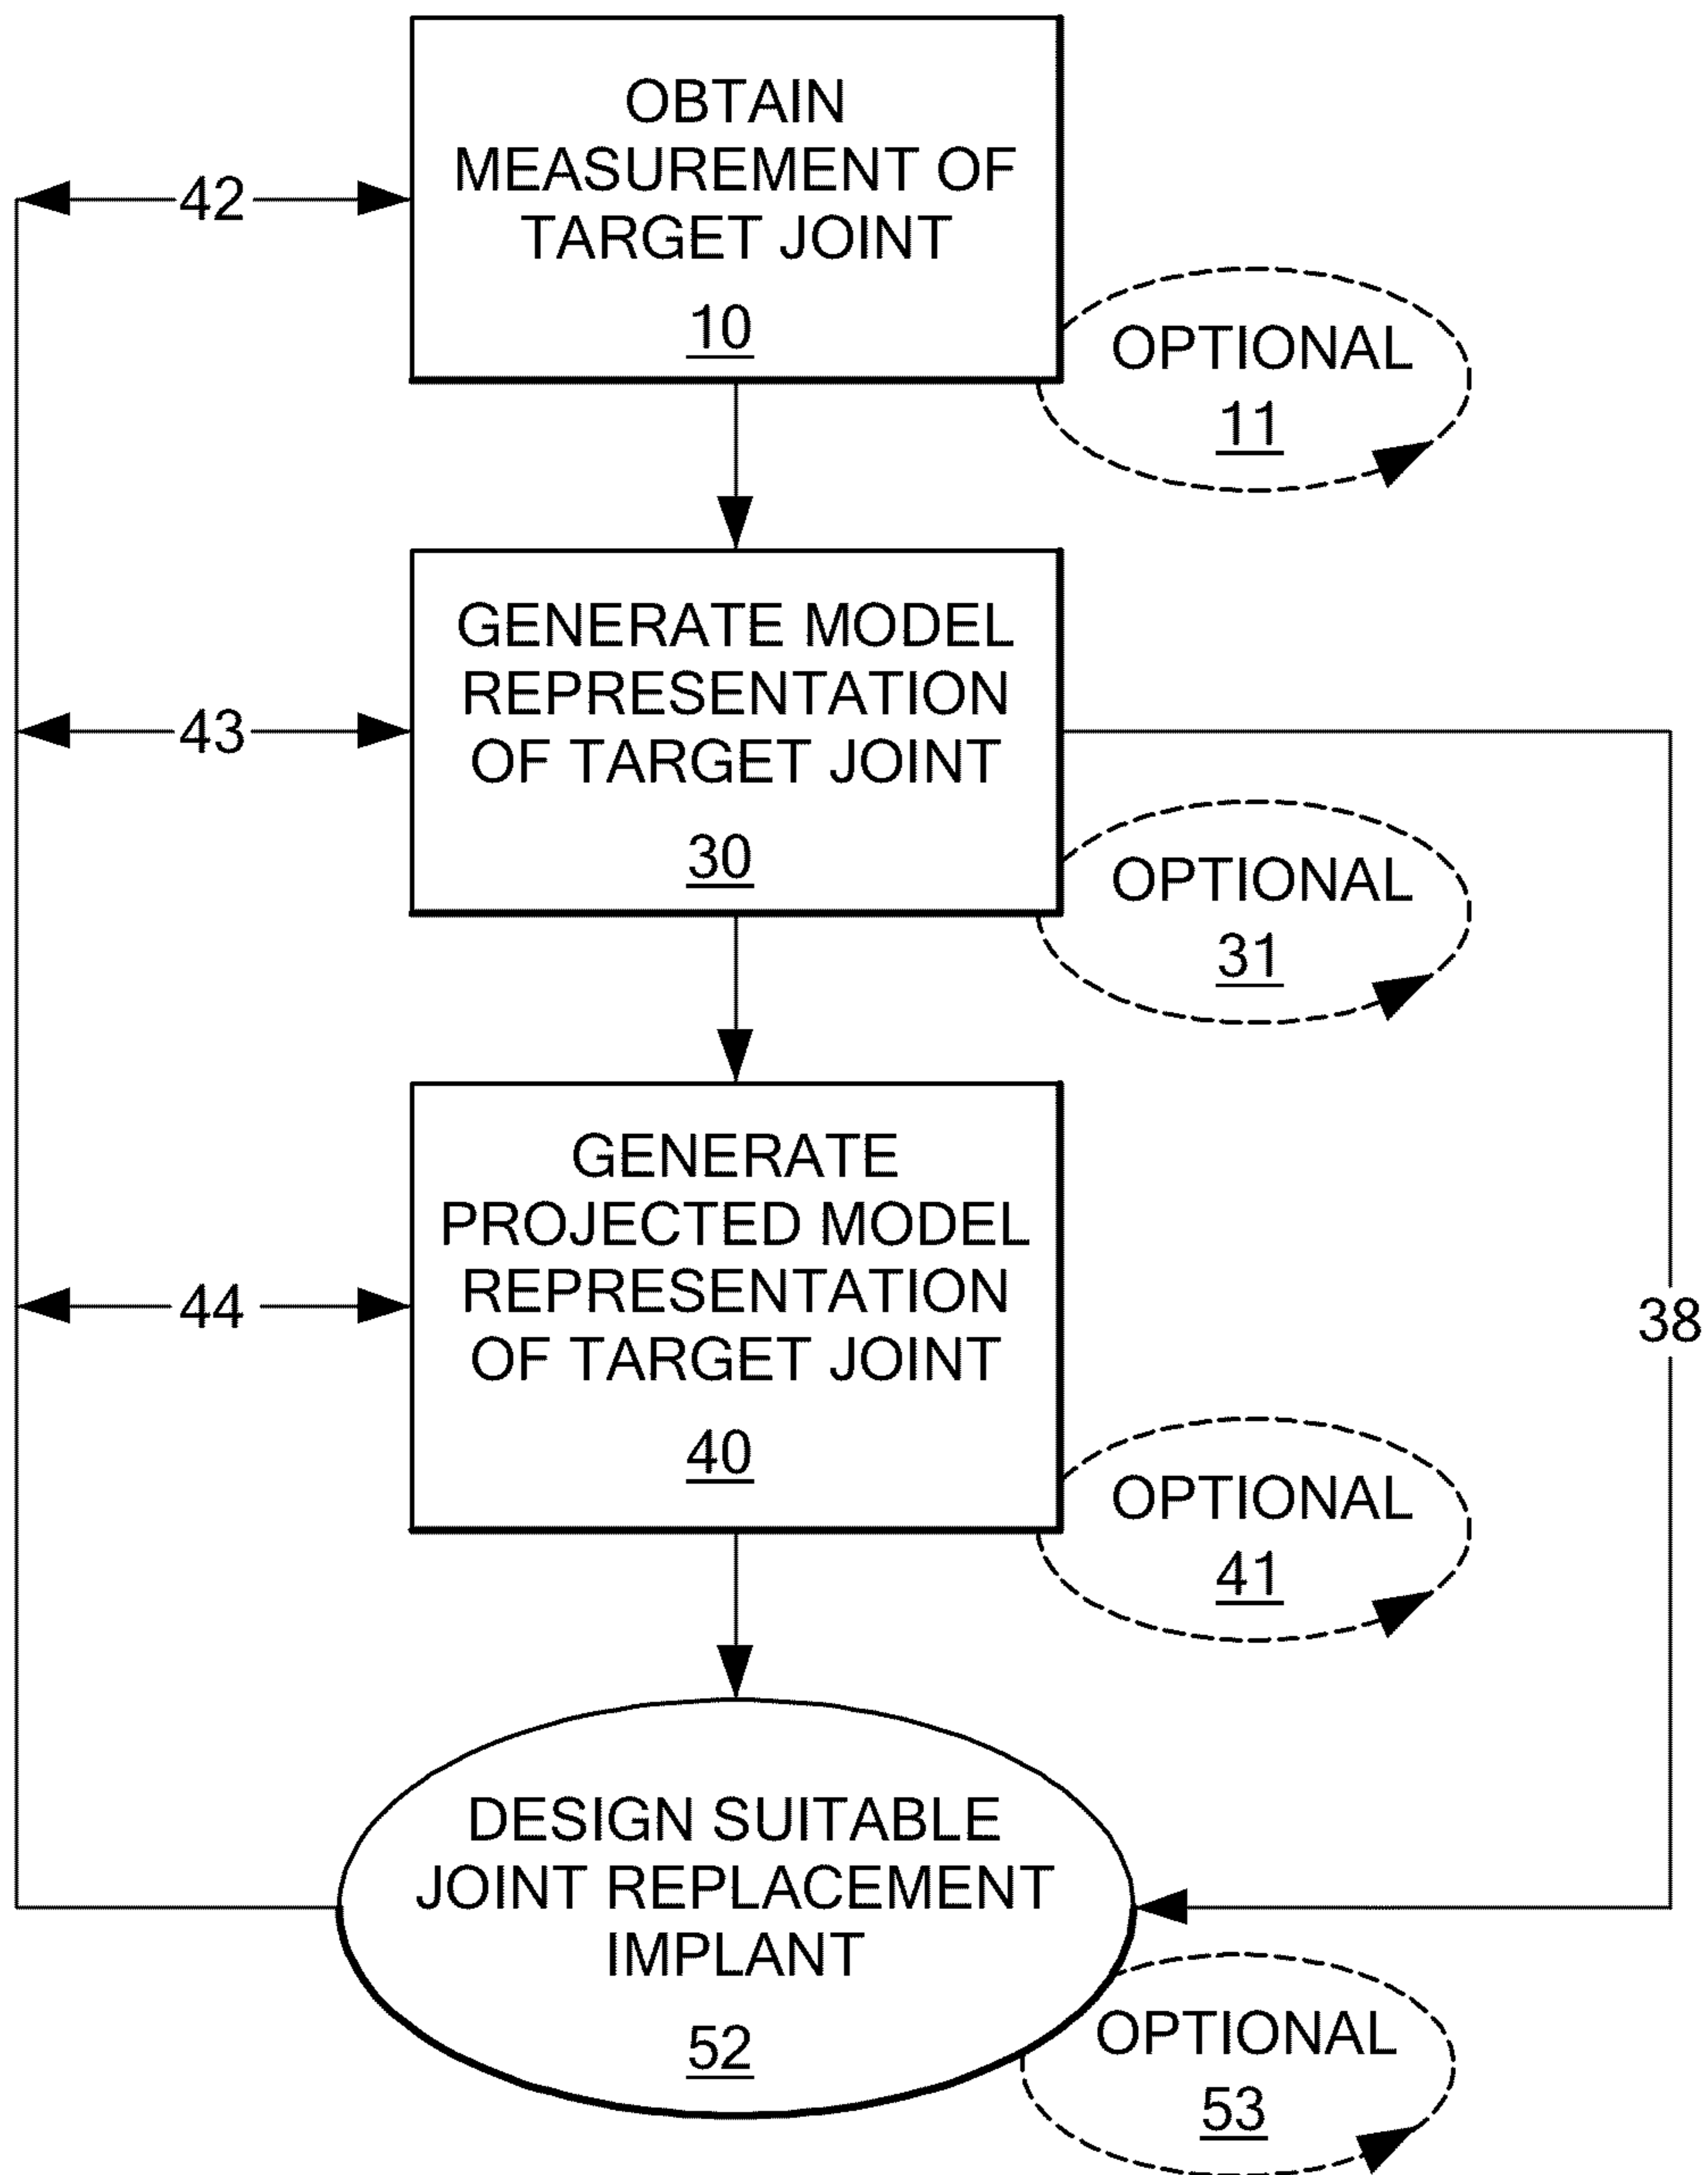 OBTAIN
MEASUREMENT OF
TARGET JOINT
10
42
OPTIONAL
11
GENERATE MODEL
REPRESENTATION
OF TARGET JOINT
30
43
OPTIONAL
31
GENERATE
PROJECTED MODEL
REPRESENTATION
OF TARGET JOINT
40
44
38
OPTIONAL
41
DESIGN SUITABLE
JOINT REPLACEMENT
IMPLANT
52
OPTIONAL
53